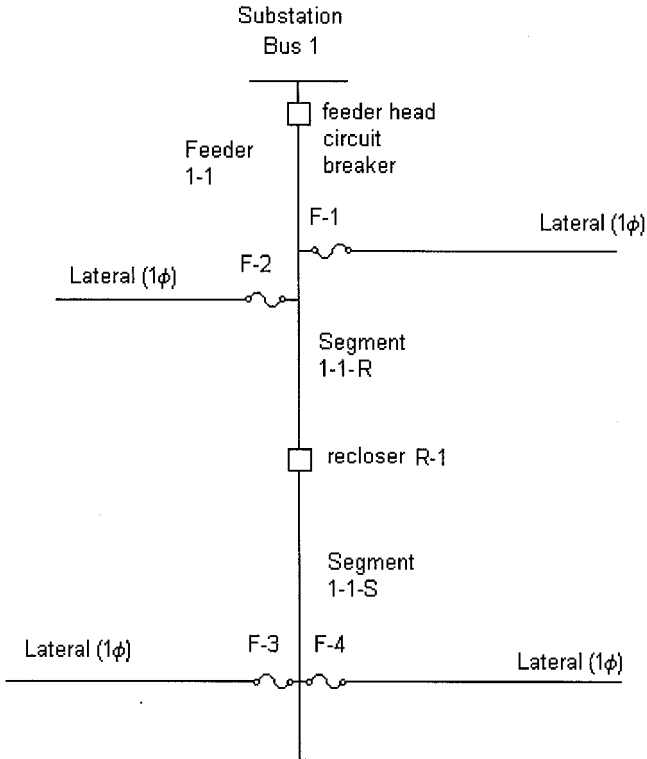 Substation
Bus 1
feeder head
circuit
breaker
Feeder
1-1
F-1
Lateral (1ϕ)
F-2
Lateral (1ϕ)
Segment
1-1-R
recloser R-1
Segment
1-1-S
F-3
F-4
Lateral (1ϕ)
Lateral (1ϕ)